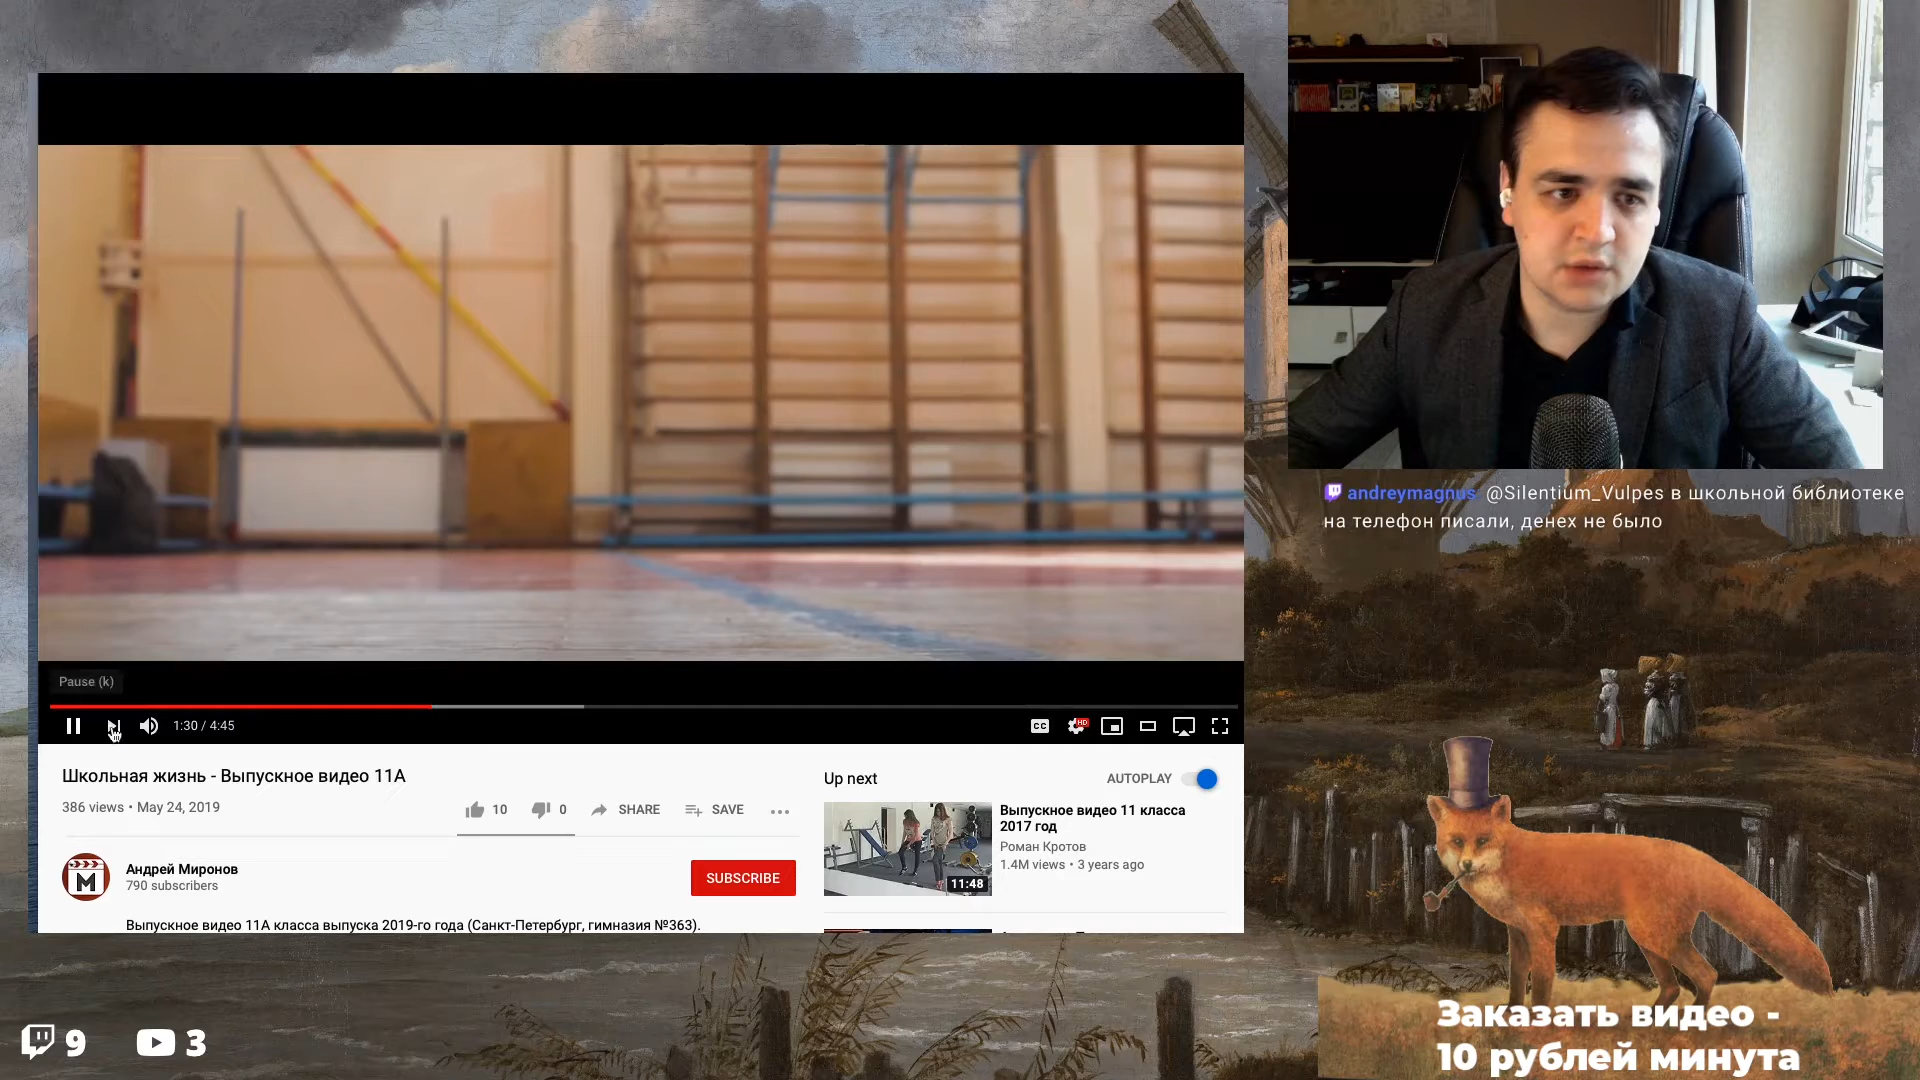 andreymagnus @Silentium_Vulpes в школьной библиотеке
на телефон писали, денех не было
Pause (k)
1:30 / 4:45
CC
HD
Школьная жизнь - Выпускное видео 11А
386 views • May 24, 2019
10
0
SHARE
SAVE
М
Андрей Миронов
790 subscribers
SUBSCRIBE
Выпускное видео 11А класса выпуска 2019-го года (Санкт-Петербург, гимназия №363).
Up next
AUTOPLAY
11:48
Выпускное видео 11 класса
2017 год
Роман Кротов
1.4M views • 3 years ago
9
3
Заказать видео -
10 рублей минута